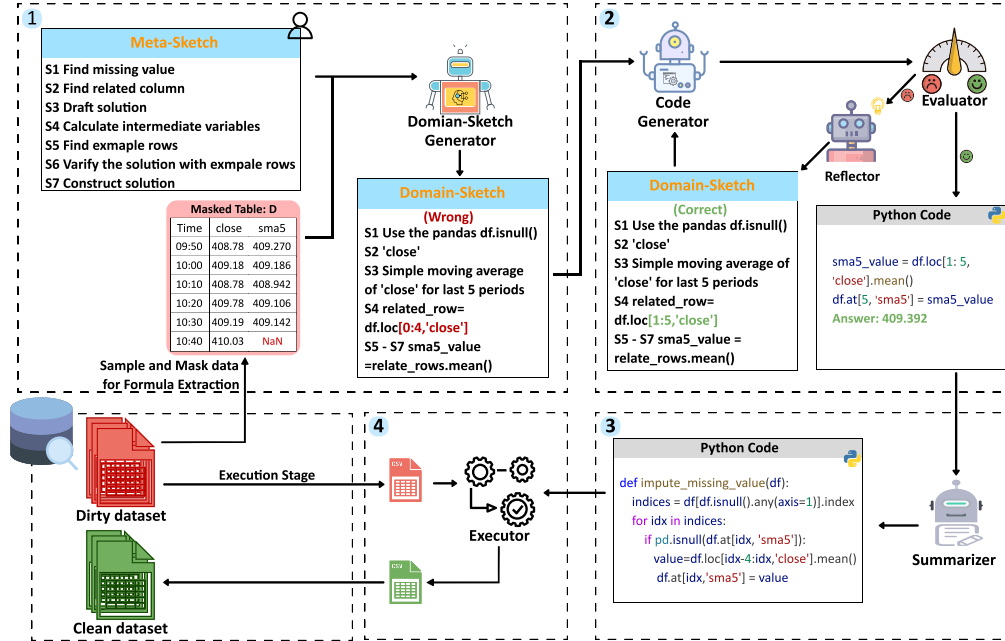 1
Meta-Sketch
S1 Find missing value
S2 Find related column
S3 Draft solution
S4 Calculate intermediate variables
S5 Find exmaple rows
S6 Varify the solution with exmpale rows
S7 Construct solution
Masked Table: D
Time close sma5
09:50 408.78 409.270
10:00 409.18 409.186
10:10 408.78 408.942
10:20 409.78 409.106
10:30 409.19 409.142
10:40 410.03 NaN
Sample and Mask data
for Formula Extraction
Domian-Sketch
Generator
Domain-Sketch
(Wrong)
S1 Use the pandas df.isnull()
S2 'close'
S3 Simple moving average
of 'close' for last 5 periods
S4 related_row=
df.loc[0:4,'close']
S5 - S7 sma5_value
=relate_rows.mean()
2
Code
Generator
Evaluator
Reflector
Domain-Sketch
(Correct)
S1 Use the pandas df.isnull()
S2 'close'
S3 Simple moving average of
'close' for last 5 periods
S4 related_row=
df.loc[1:5,'close']
S5 - S7 sma5_value =
relate_rows.mean()
Python Code
sma5_value = df.loc[1: 5,
'close'].mean()
df.at[5, 'sma5'] = sma5_value
Answer: 409.392
3
Python Code
def impute_missing_value(df):
indices = df[df.isnull().any(axis=1)].index
for idx in indices:
if pd.isnull(df.at[idx, 'sma5']):
value=df.loc[idx-4:idx,'close'].mean()
df.at[idx,'sma5'] = value
Summarizer
4
CSV
Executor
CSV
Execution Stage
Dirty dataset
Clean dataset